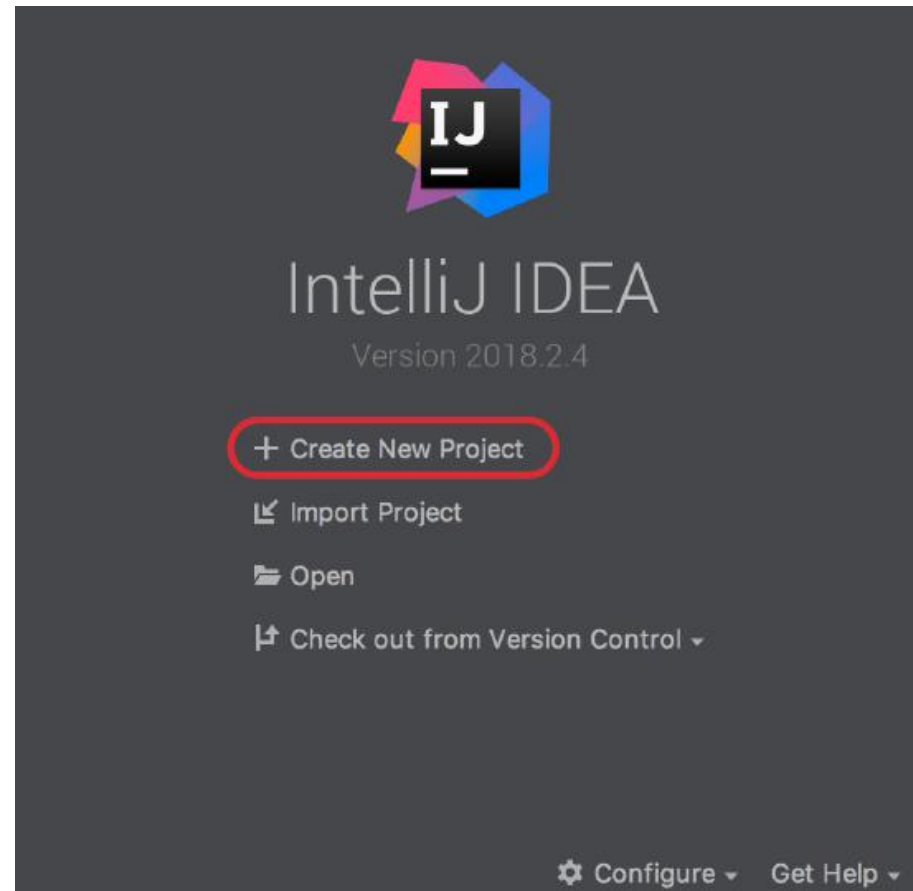 IJ
IntelliJ IDEA
Version 2018.2.4
Create New Project
Import Project
Open
Check out from Version Control
Configure Get Help